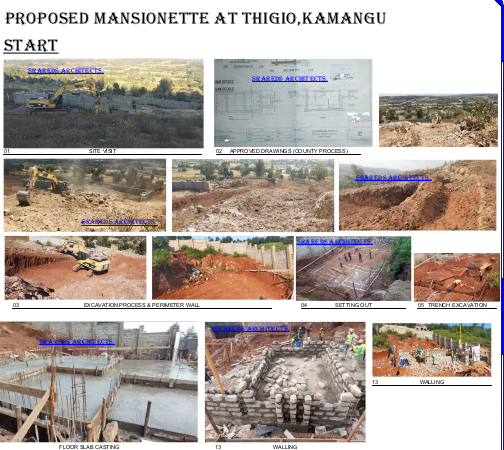 PROPOSED MANSIONETTE AT THIGIO,KAMANGU
START
SRAREDS ARCHITECTS.
SRAREDS ARCHITECTS.
01 SITE VISIT
02 APPROVED DRAWINGS (COUNTY PROCESS)
SRAREDS ARCHITECTS.
SRAREDS ARCHITECTS.
SRAREDS ARCHITECTS.
03 EXCAVATION PROCESS & PERIMETER WALL
04 SETTING OUT
05 TRENCH EXCAVATION
SRAREDS ARCHITECTS.
SRAREDS ARCHITECTS.
13 WALLING
FLOOR SLAB CASTING
13 WALLING